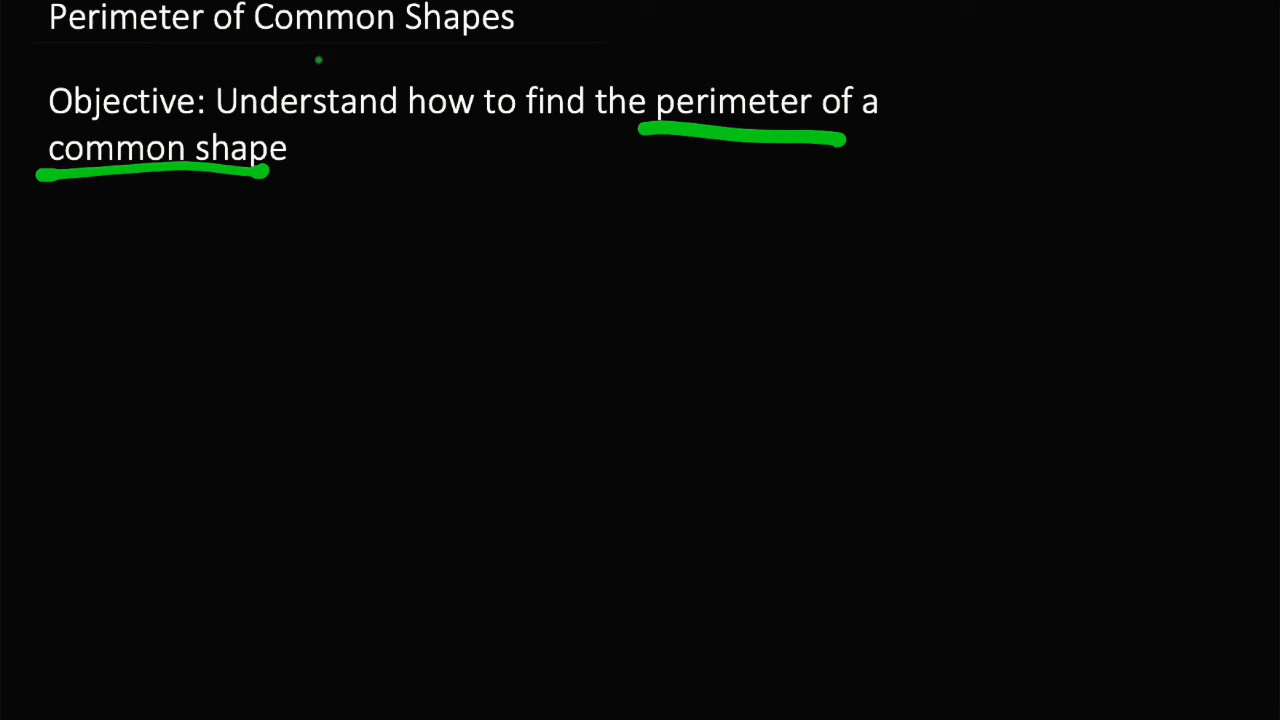 Perimeter of Common Shapes
Objective: Understand how to find the perimeter of a
common shape